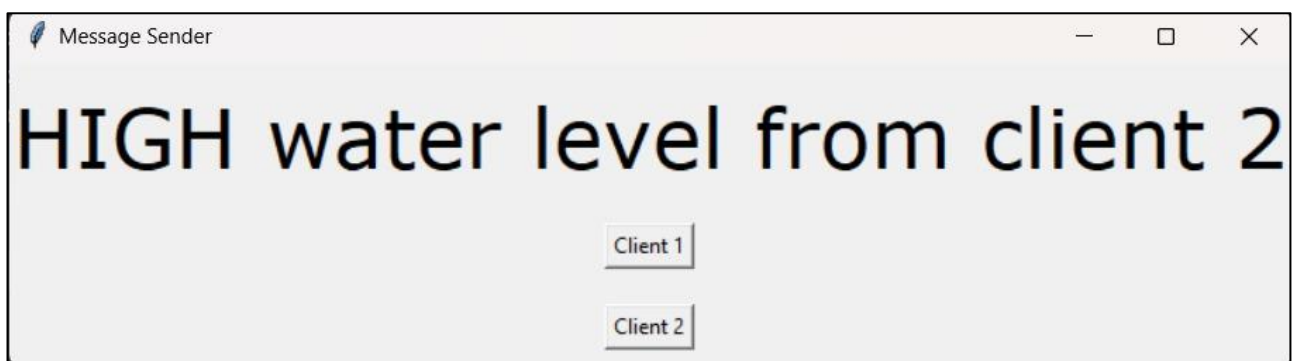 Message Sender
HIGH water level from client 2
Client 1
Client 2